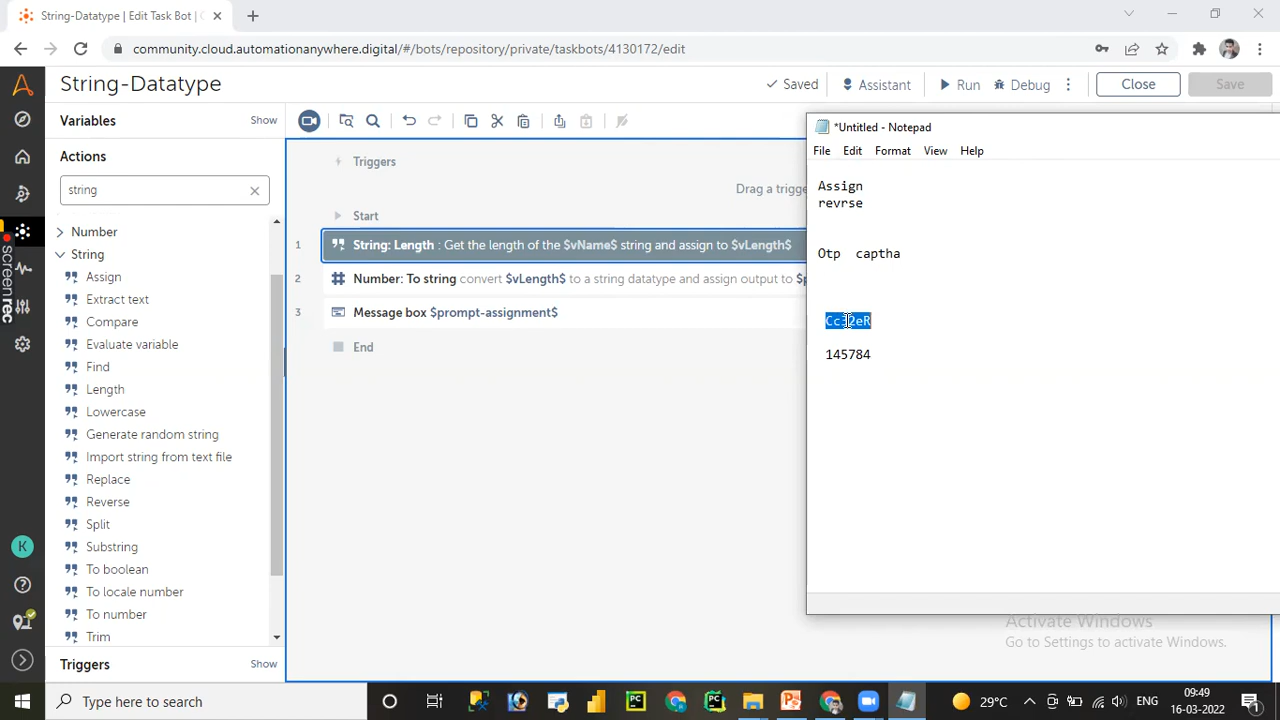 String-Datatype | Edit Task Bot |
community.cloud.automationanywhere.digital/#/bots/repository/private/taskbots/4130172/edit
String-Datatype
Saved
Assistant
Run
Debug
Close
Save
Variables
Show
Actions
string
Number
String
Assign
Extract text
Compare
Evaluate variable
Find
Length
Lowercase
Generate random string
Import string from text file
Replace
Reverse
Split
Substring
To boolean
To locale number
To number
Trim
Triggers
Show
Triggers
Drag a trigge
Start
1 String: Length : Get the length of the $vName$ string and assign to $vLength$
2 Number: To string convert $vLength$ to a string datatype and assign output to
3 Message box $prompt-assignment$
End
*Untitled - Notepad
File Edit Format View Help
Assign
revrse
Otp captha
Cc32eR
145784
Activate Windows
Go to Settings to activate Windows.
screenrec
K
Type here to search
29°C
ENG
09:49
16-03-2022
1